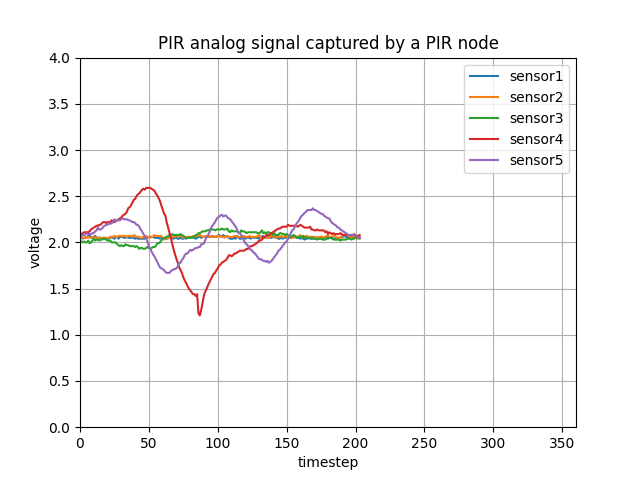 PIR analog signal captured by a PIR node
4.0
3.5
3.0
2.5
2.0
1.5
1.0
0.5
0.0
voltage
sensor1
sensor2
sensor3
sensor4
sensor5
0 50 100 150 200 250 300 350
timestep